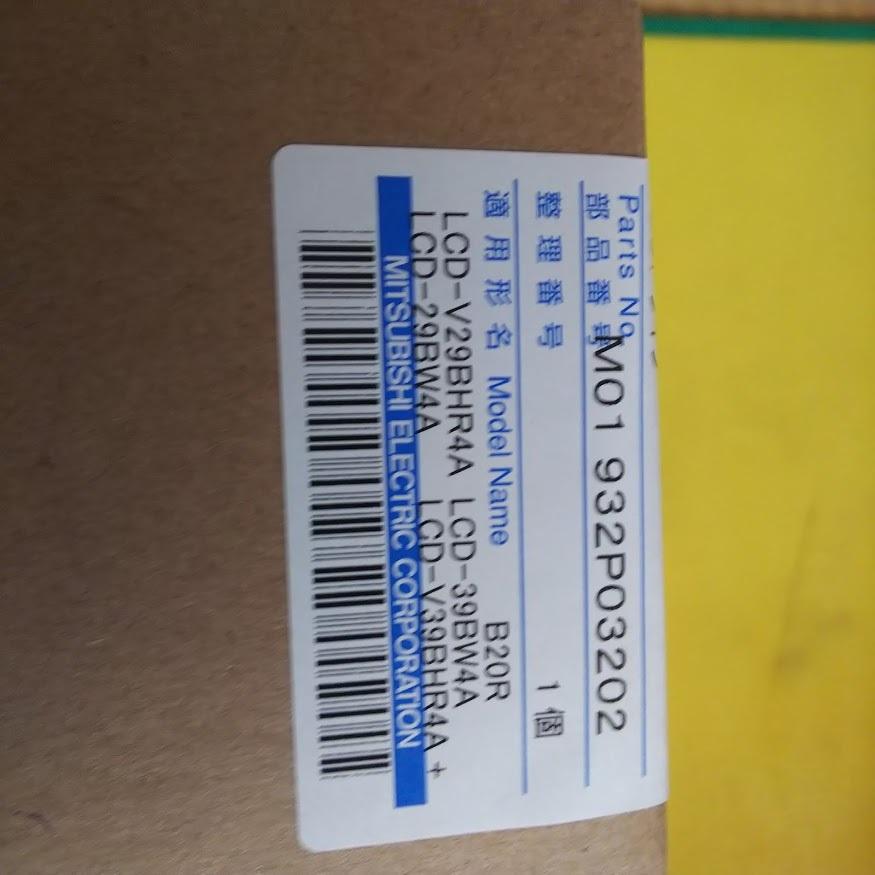 Parts No.
部品番号 M01 932P03202
整理番号 1個
適用形名 Model Name B20R
LCD-V29BHR4A LCD-39BW4A
LCD-29BW4A LCD-V39BHR4A +
MITSUBISHI ELECTRIC CORPORATION